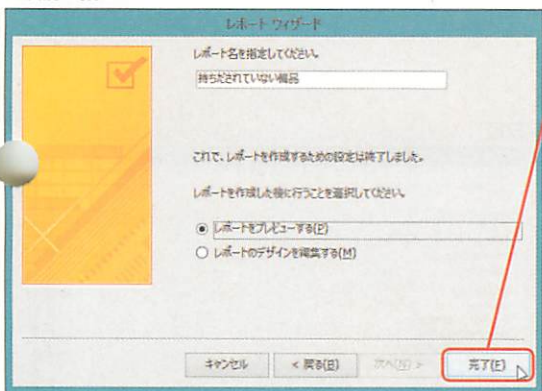 レポート ウィザード
レポート名を指定してください。
持ちだされていない備品
これで、レポートを作成するための設定は終了しました。
レポートを作成した後に行うことを選択してください。
レポートをプレビューする(P)
レポートのデザインを編集する(M)
キャンセル
< 戻る(B)
次へ(N) >
完了(F)